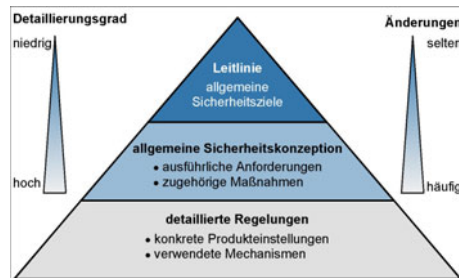 Detaillierungsgrad
niedrig
hoch
Leitlinie
allgemeine
Sicherheitsziele
allgemeine Sicherheitskonzeption
• ausführliche Anforderungen
• zugehörige Maßnahmen
detaillierte Regelungen
• konkrete Produkteinstellungen
• verwendete Mechanismen
Änderungen
selten
häufig